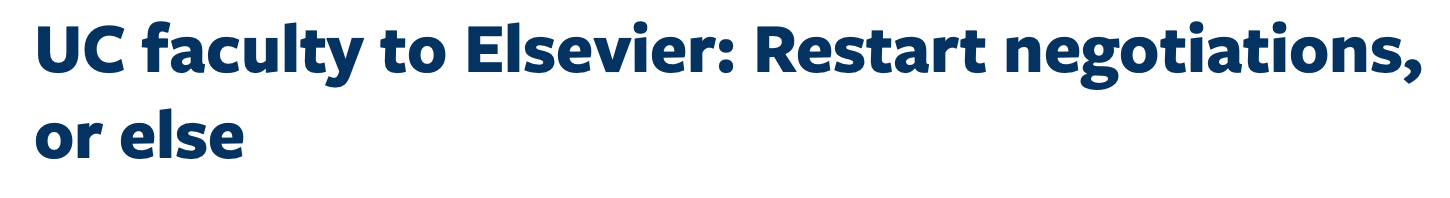 UC faculty to Elsevier: Restart negotiations,
or else